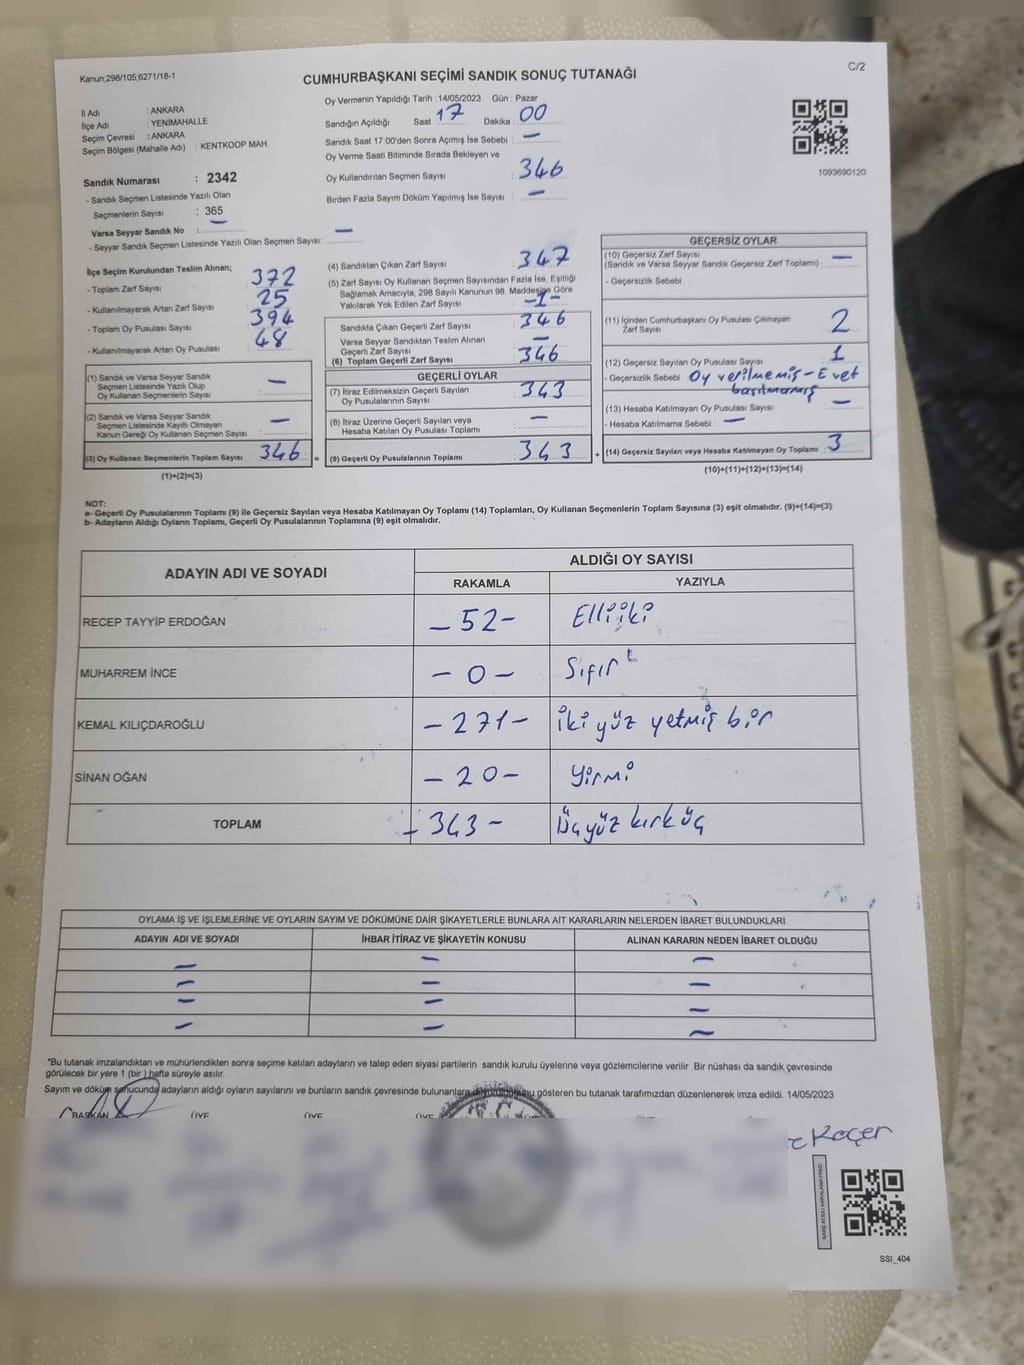 Kanun:298/105;6271/18-1
CUMHURBAŞKANI SEÇİMİ SANDIK SONUÇ TUTANAĞI
C/2
İl Adı : ANKARA
İlçe Adı : YENİMAHALLE
Seçim Çevresi : ANKARA
Seçim Bölgesi (Mahalle Adı) : KENTKOOP MAH.
Sandık Numarası : 2342
- Sandık Seçmen Listesinde Yazılı Olan
Seçmenlerin Sayısı : 365
Varsa Seyyar Sandık No : —
- Seyyar Sandık Seçmen Listesinde Yazılı Olan Seçmen Sayısı: —
Oy Vermenin Yapıldığı Tarih : 14/05/2023 Gün : Pazar
Sandığın Açıldığı Saat 17 Dakika : 00
Sandık Saat 17:00'den Sonra Açımış İse Sebebi : —
Oy Verme Saati Bitiminde Sırada Bekleyen ve
Oy Kullandırılan Seçmen Sayısı : 346
Birden Fazla Sayım Döküm Yapılmış İse Sayısı : —
1093690120
İlçe Seçim Kurulundan Teslim Alınan;
- Toplam Zarf Sayısı 372
- Kullanılmayarak Artan Zarf Sayısı 25
- Toplam Oy Pusulası Sayısı 394
- Kullanılmayarak Artan Oy Pusulası 48
(1) Sandık ve Varsa Seyyar Sandık
Seçmen Listesinde Yazılı Olup
Oy Kullanan Seçmenlerin Sayısı : —
(2) Sandık ve Varsa Seyyar Sandık
Seçmen Listesinde Kayıtlı Olmayan
Kanun Gereği Oy Kullanan Seçmen Sayısı : —
(3) Oy Kullanan Seçmenlerin Toplam Sayısı 346 =
(1)+(2)=(3)
(4) Sandıktan Çıkan Zarf Sayısı : 347
(5) Zarf Sayısı Oy Kullanan Seçmen Sayısından Fazla İse, Eşitliği
Sağlamak Amacıyla, 298 Sayılı Kanunun 98. Maddesine Göre
Yakılarak Yok Edilen Zarf Sayısı : -1-
Sandıkta Çıkan Geçerli Zarf Sayısı : 346
Varsa Seyyar Sandıktan Teslim Alınan
Geçerli Zarf Sayısı : —
(6) Toplam Geçerli Zarf Sayısı : 346
GEÇERLİ OYLAR
(7) İtiraz Edilmeksizin Geçerli Sayılan
Oy Pusulalarının Sayısı : 343
(8) İtiraz Üzerine Geçerli Sayılan veya
Hesaba Katılan Oy Pusulası Toplamı : —
(9) Geçerli Oy Pusulalarının Toplamı : 343 +
GEÇERSİZ OYLAR
(10) Geçersiz Zarf Sayısı
(Sandık ve Varsa Seyyar Sandık Geçersiz Zarf Toplamı) : —
- Geçersizlik Sebebi :
(11) İçinden Cumhurbaşkanı Oy Pusulası Çıkmayan
Zarf Sayısı : 2
(12) Geçersiz Sayılan Oy Pusulası Sayısı : 1
- Geçersizlik Sebebi Oy verilmemiş - Evet
basılmamış
(13) Hesaba Katılmayan Oy Pusulası Sayısı : —
- Hesaba Katılmama Sebebi : —
(14) Geçersiz Sayılan veya Hesaba Katılmayan Oy Toplamı : 3
(10)+(11)+(12)+(13)=(14)
NOT:
a- Geçerli Oy Pusulalarının Toplamı (9) ile Geçersiz Sayılan veya Hesaba Katılmayan Oy Toplamı (14) Toplamları, Oy Kullanan Seçmenlerin Toplam Sayısına (3) eşit olmalıdır. (9)+(14)=(3)
b- Adayların Aldığı Oyların Toplamı, Geçerli Oy Pusulalarının Toplamına (9) eşit olmalıdır.
ADAYIN ADI VE SOYADI ALDIĞI OY SAYISI
RAKAMLA YAZIYLA
RECEP TAYYİP ERDOĞAN - 52 - Elliiki
MUHARREM İNCE - 0 - Sıfır
KEMAL KILIÇDAROĞLU - 271 - iki yüz yetmiş bir
SİNAN OĞAN - 20 - yirmi
TOPLAM - 343 - Üçyüz kırk üç
OYLAMA İŞ VE İŞLEMLERİNE VE OYLARIN SAYIM VE DÖKÜMÜNE DAİR ŞİKAYETLERLE BUNLARA AİT KARARLARIN NELERDEN İBARET BULUNDUKLARI
ADAYIN ADI VE SOYADI İHBAR İTİRAZ VE ŞİKAYETİN KONUSU ALINAN KARARIN NEDEN İBARET OLDUĞU
— — —
— — —
— — —
— — —
*Bu tutanak imzalandıktan ve mühürlendikten sonra seçime katılan adayların ve talep eden siyasi partilerin sandık kurulu üyelerine veya gözlemcilerine verilir .Bir nüshası da sandık çevresinde
görülecek bir yere 1 (bir ) hafta süreyle asılır.
Sayım ve döküm sonucunda adayların aldığı oyların sayılarını ve bunların sandık çevresinde bulunanlara gösteren bu tutanak tarafımızdan düzenlenerek imza edildi. 14/05/2023
BAŞKAN ÜYE ÜYE ÜYE
Koçer
SSI_404